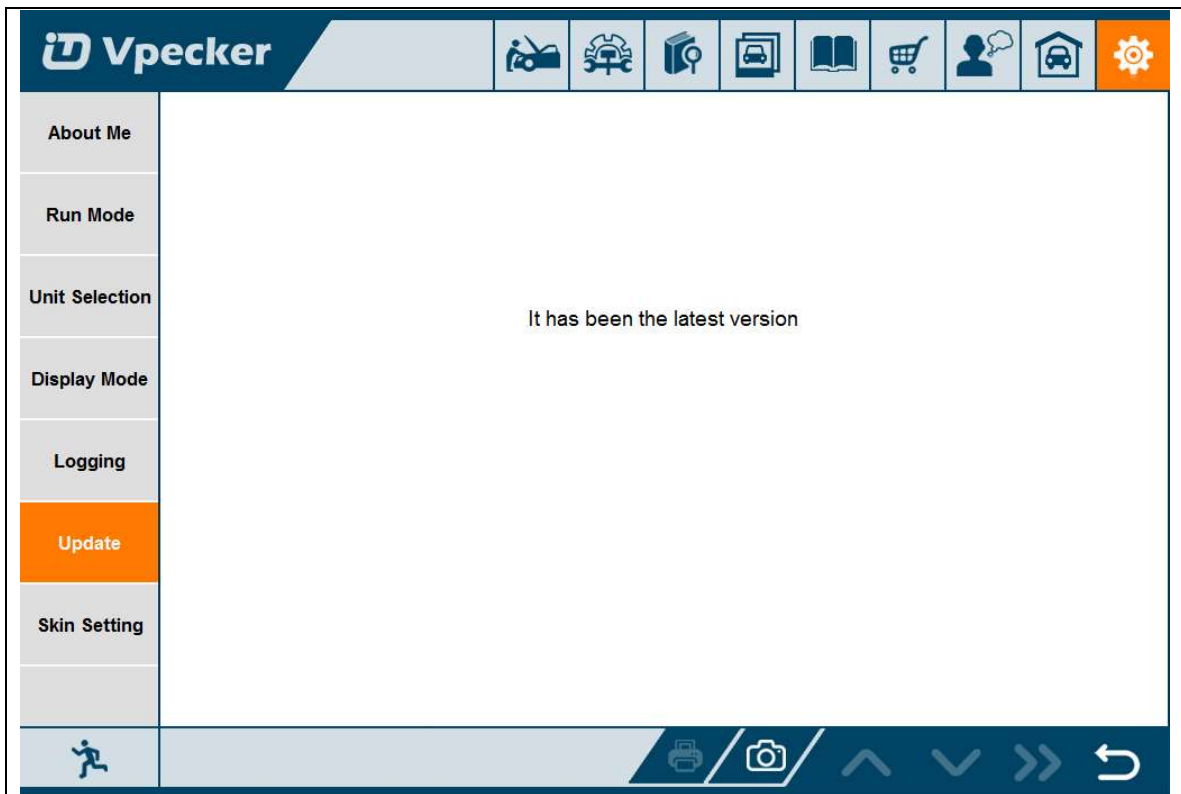 Vpecker
About Me
Run Mode
Unit Selection
Display Mode
Logging
Update
Skin Setting
It has been the latest version